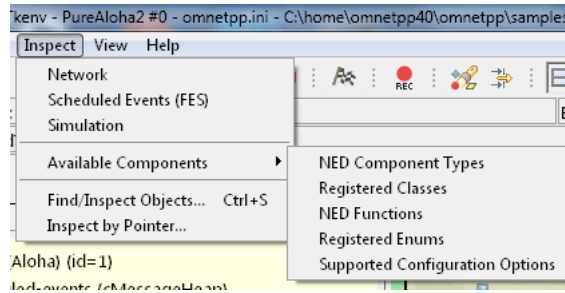 Tkenv - PureAloha2 #0 - omnetpp.ini - C:\home\omnetpp40\omnetpp\samples
Inspect View Help
Network
Scheduled Events (FES)
Simulation
REC
Available Components
NED Component Types
Registered Classes
NED Functions
Registered Enums
Supported Configuration Options
Find/Inspect Objects... Ctrl+S
Inspect by Pointer...
(Aloha) (id=1)
(cMessageHeap)